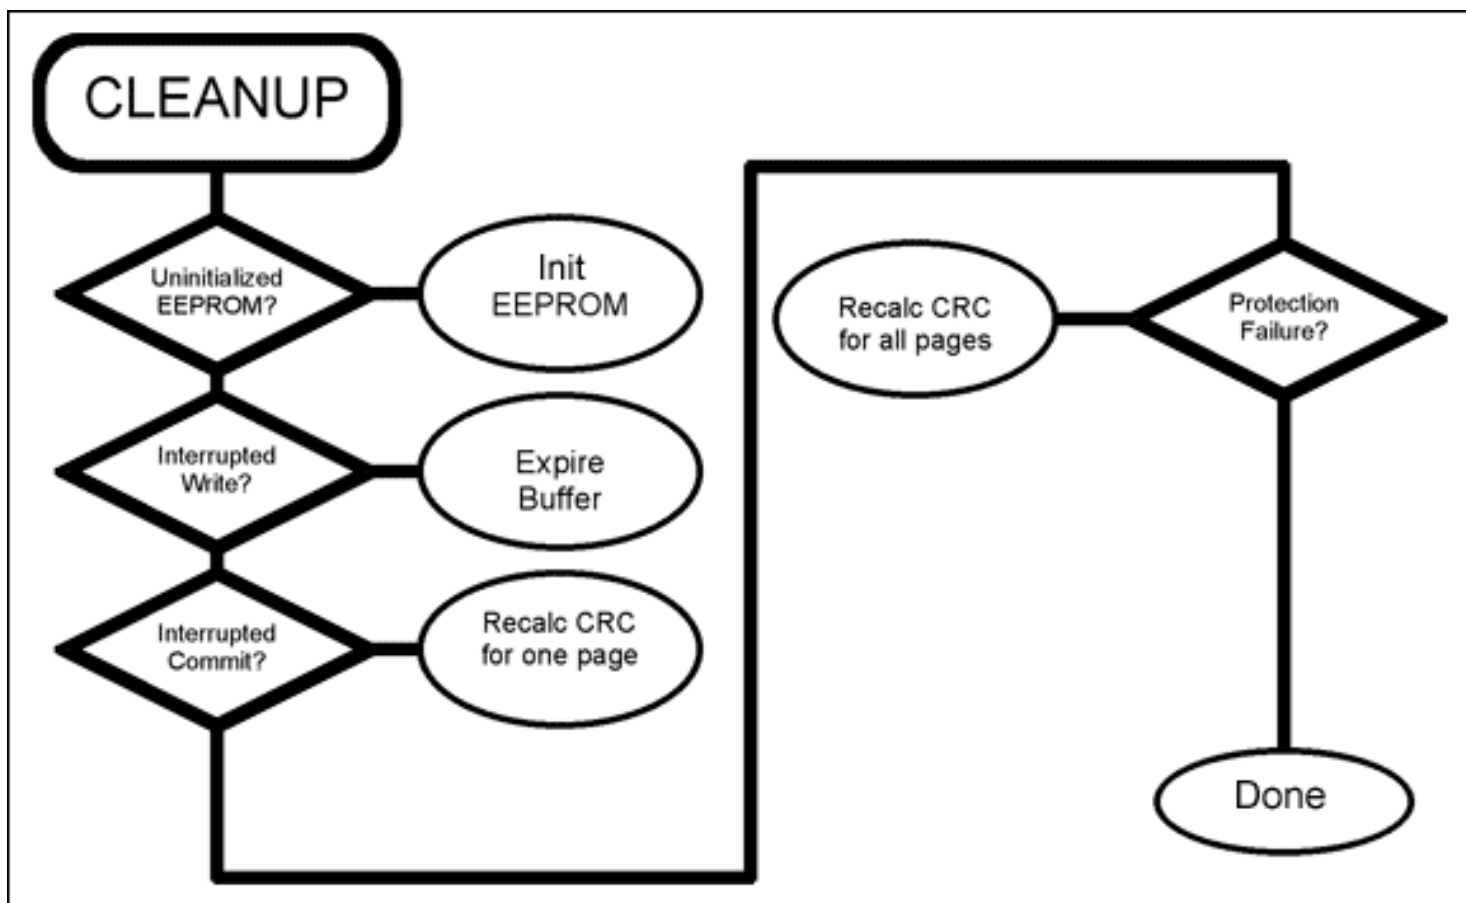 CLEANUP
Uninitialized
EEPROM?
Init
EEPROM
Interrupted
Write?
Expire
Buffer
Interrupted
Commit?
Recalc CRC
for one page
Recalc CRC
for all pages
Protection
Failure?
Done